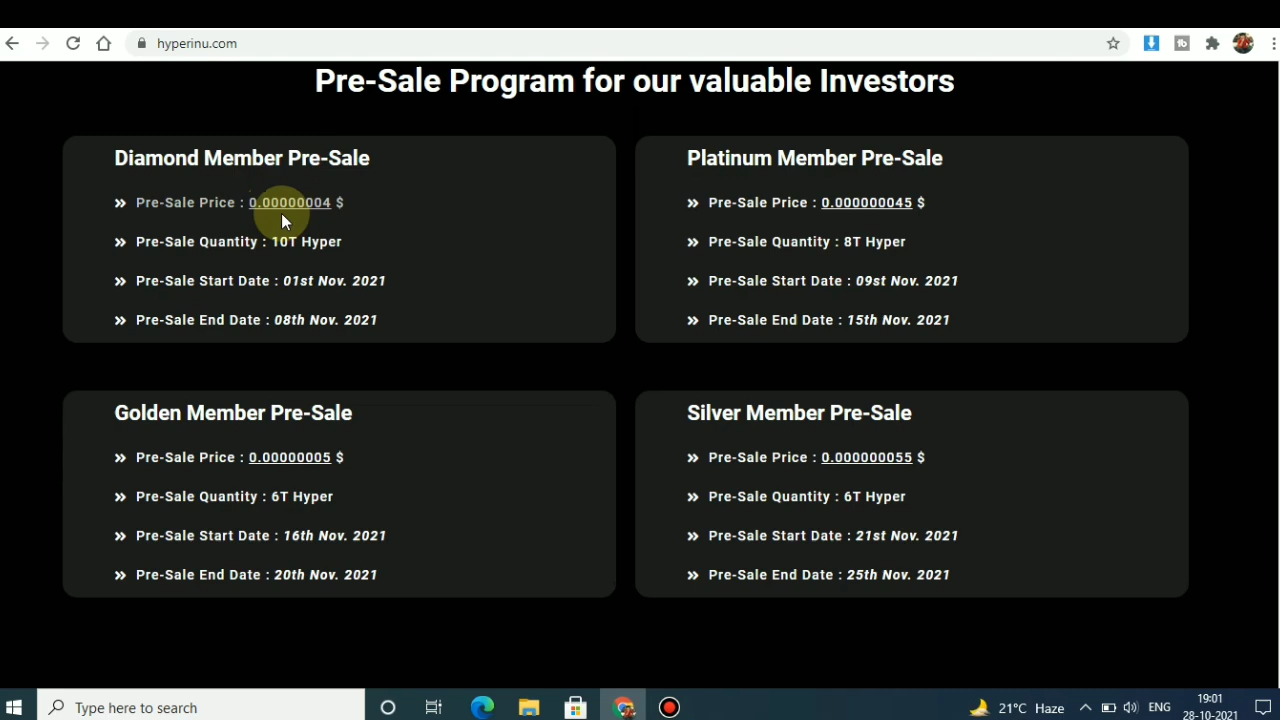 hyperinu.com
Pre-Sale Program for our valuable Investors
Diamond Member Pre-Sale
Pre-Sale Price : 0.00000004 $
Pre-Sale Quantity : 10T Hyper
Pre-Sale Start Date : 01st Nov. 2021
Pre-Sale End Date : 08th Nov. 2021
Platinum Member Pre-Sale
Pre-Sale Price : 0.000000045 $
Pre-Sale Quantity : 8T Hyper
Pre-Sale Start Date : 09st Nov. 2021
Pre-Sale End Date : 15th Nov. 2021
Golden Member Pre-Sale
Pre-Sale Price : 0.00000005 $
Pre-Sale Quantity : 6T Hyper
Pre-Sale Start Date : 16th Nov. 2021
Pre-Sale End Date : 20th Nov. 2021
Silver Member Pre-Sale
Pre-Sale Price : 0.000000055 $
Pre-Sale Quantity : 6T Hyper
Pre-Sale Start Date : 21st Nov. 2021
Pre-Sale End Date : 25th Nov. 2021
Type here to search
21°C Haze
ENG
19:01
28-10-2021